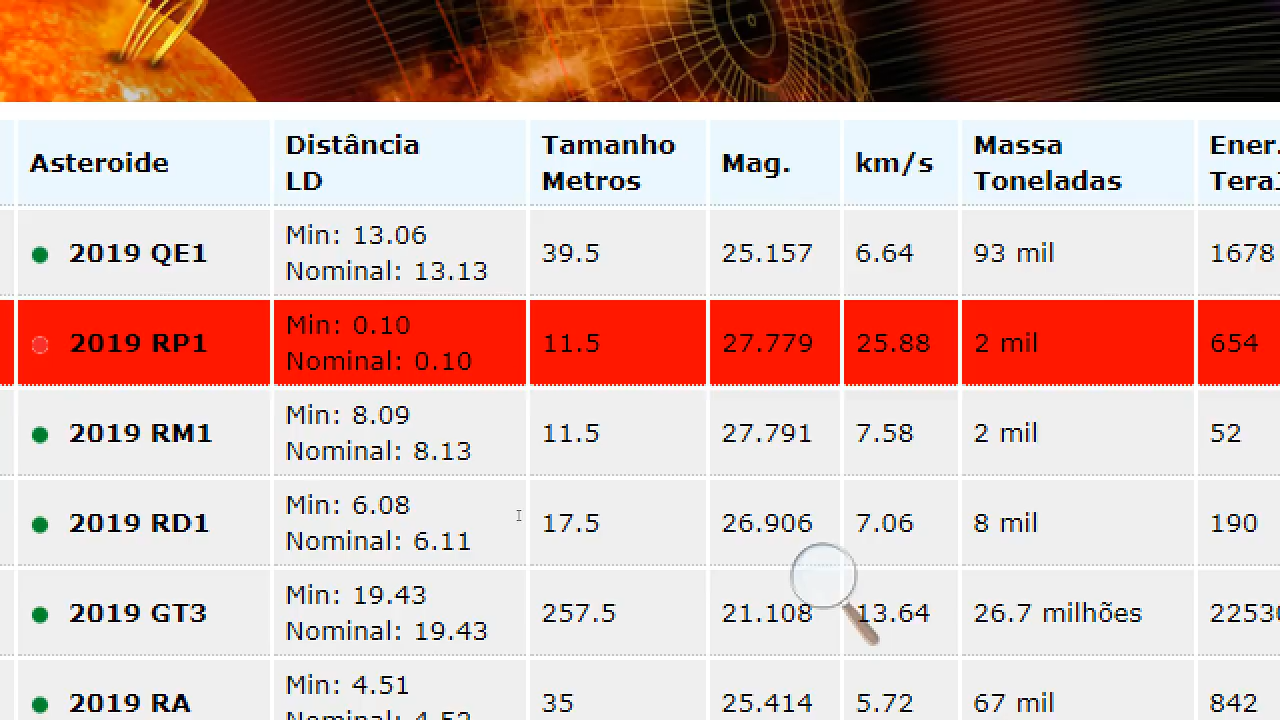 Asteroide
Distância
LD
Tamanho
Metros
Mag.
km/s
Massa
Toneladas
Ener.
2019 QE1
Min: 13.06
Nominal: 13.13
39.5
25.157
6.64
93 mil
1678
2019 RP1
Min: 0.10
Nominal: 0.10
11.5
27.779
25.88
2 mil
654
2019 RM1
Min: 8.09
Nominal: 8.13
11.5
27.791
7.58
2 mil
52
2019 RD1
Min: 6.08
Nominal: 6.11
17.5
26.906
7.06
8 mil
190
2019 GT3
Min: 19.43
Nominal: 19.43
257.5
21.108
13.64
26.7 milhões
2019 RA
Min: 4.51
Nominal: 4.52
35
25.414
5.72
67 mil
842